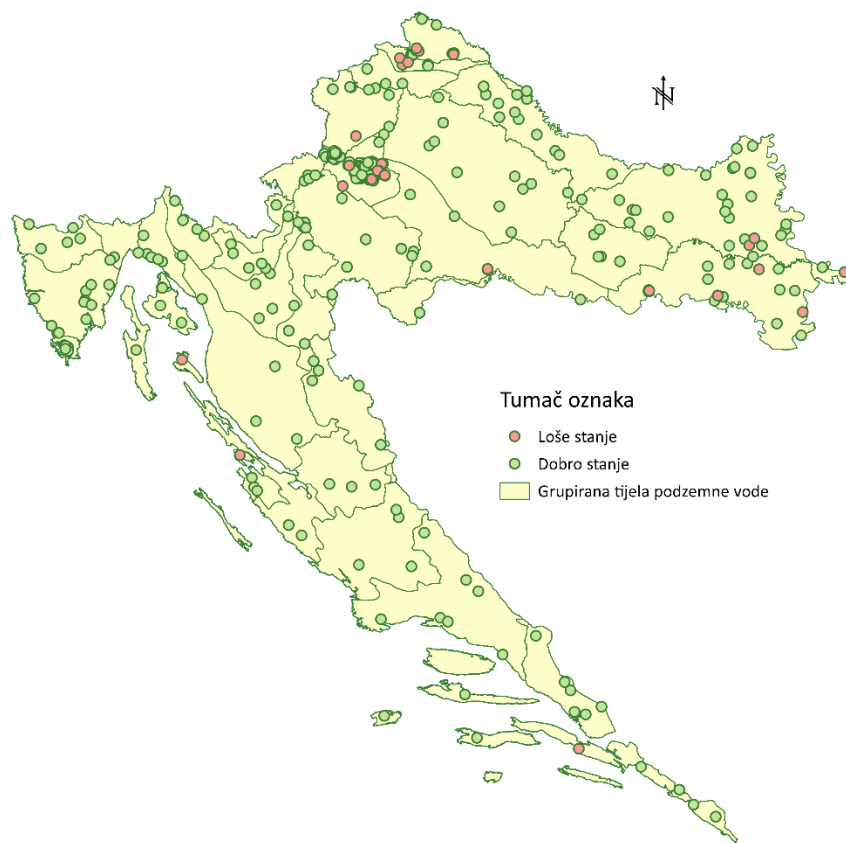 N
Tumač oznaka
Loše stanje
Dobro stanje
Grupirana tijela podzemne vode